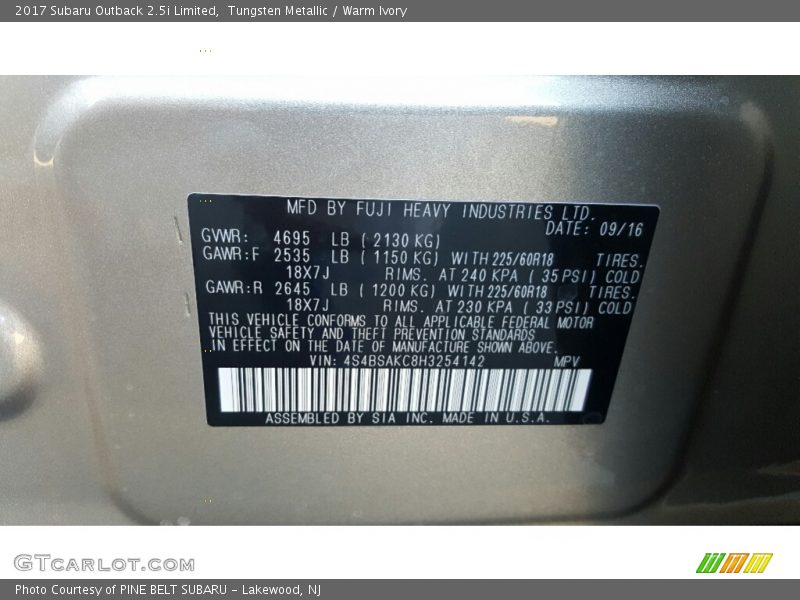 2017 Subaru Outback 2.5i Limited, Tungsten Metallic / Warm Ivory
MFD BY FUJI HEAVY INDUSTRIES LTD.
DATE: 09/16
GVWR: 4695 LB ( 2130 KG)
GAWR:F 2535 LB ( 1150 KG) WITH 225/60R18 TIRES.
18X7J RIMS. AT 240 KPA ( 35 PSI) COLD
GAWR:R 2645 LB ( 1200 KG) WITH 225/60R18 TIRES.
18X7J RIMS. AT 230 KPA ( 33 PSI) COLD
THIS VEHICLE CONFORMS TO ALL APPLICABLE FEDERAL MOTOR
VEHICLE SAFETY AND THEFT PREVENTION STANDARDS
IN EFFECT ON THE DATE OF MANUFACTURE SHOWN ABOVE.
VIN: 4S4BSAKC8H3254142 MPV
ASSEMBLED BY SIA INC. MADE IN U.S.A.
GTcarlot.com
Photo Courtesy of PINE BELT SUBARU - Lakewood, NJ